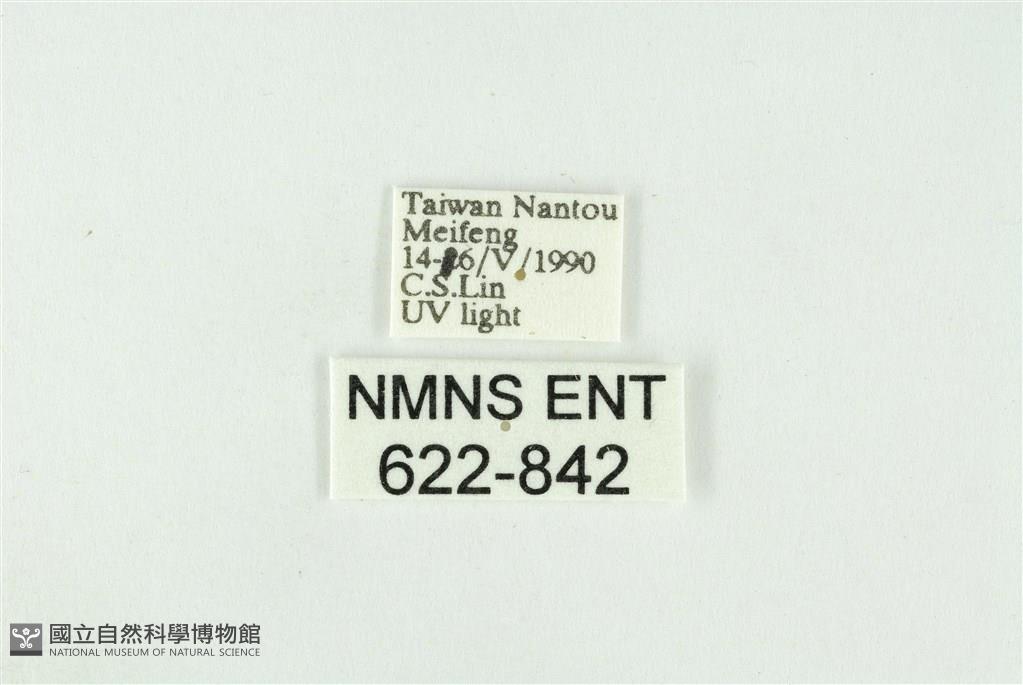 Taiwan Nantou
Meifeng
14-16/V/1990
C.S.Lin
UV light
NMNS ENT
622-842
國立自然科學博物館
NATIONAL MUSEUM OF NATURAL SCIENCE